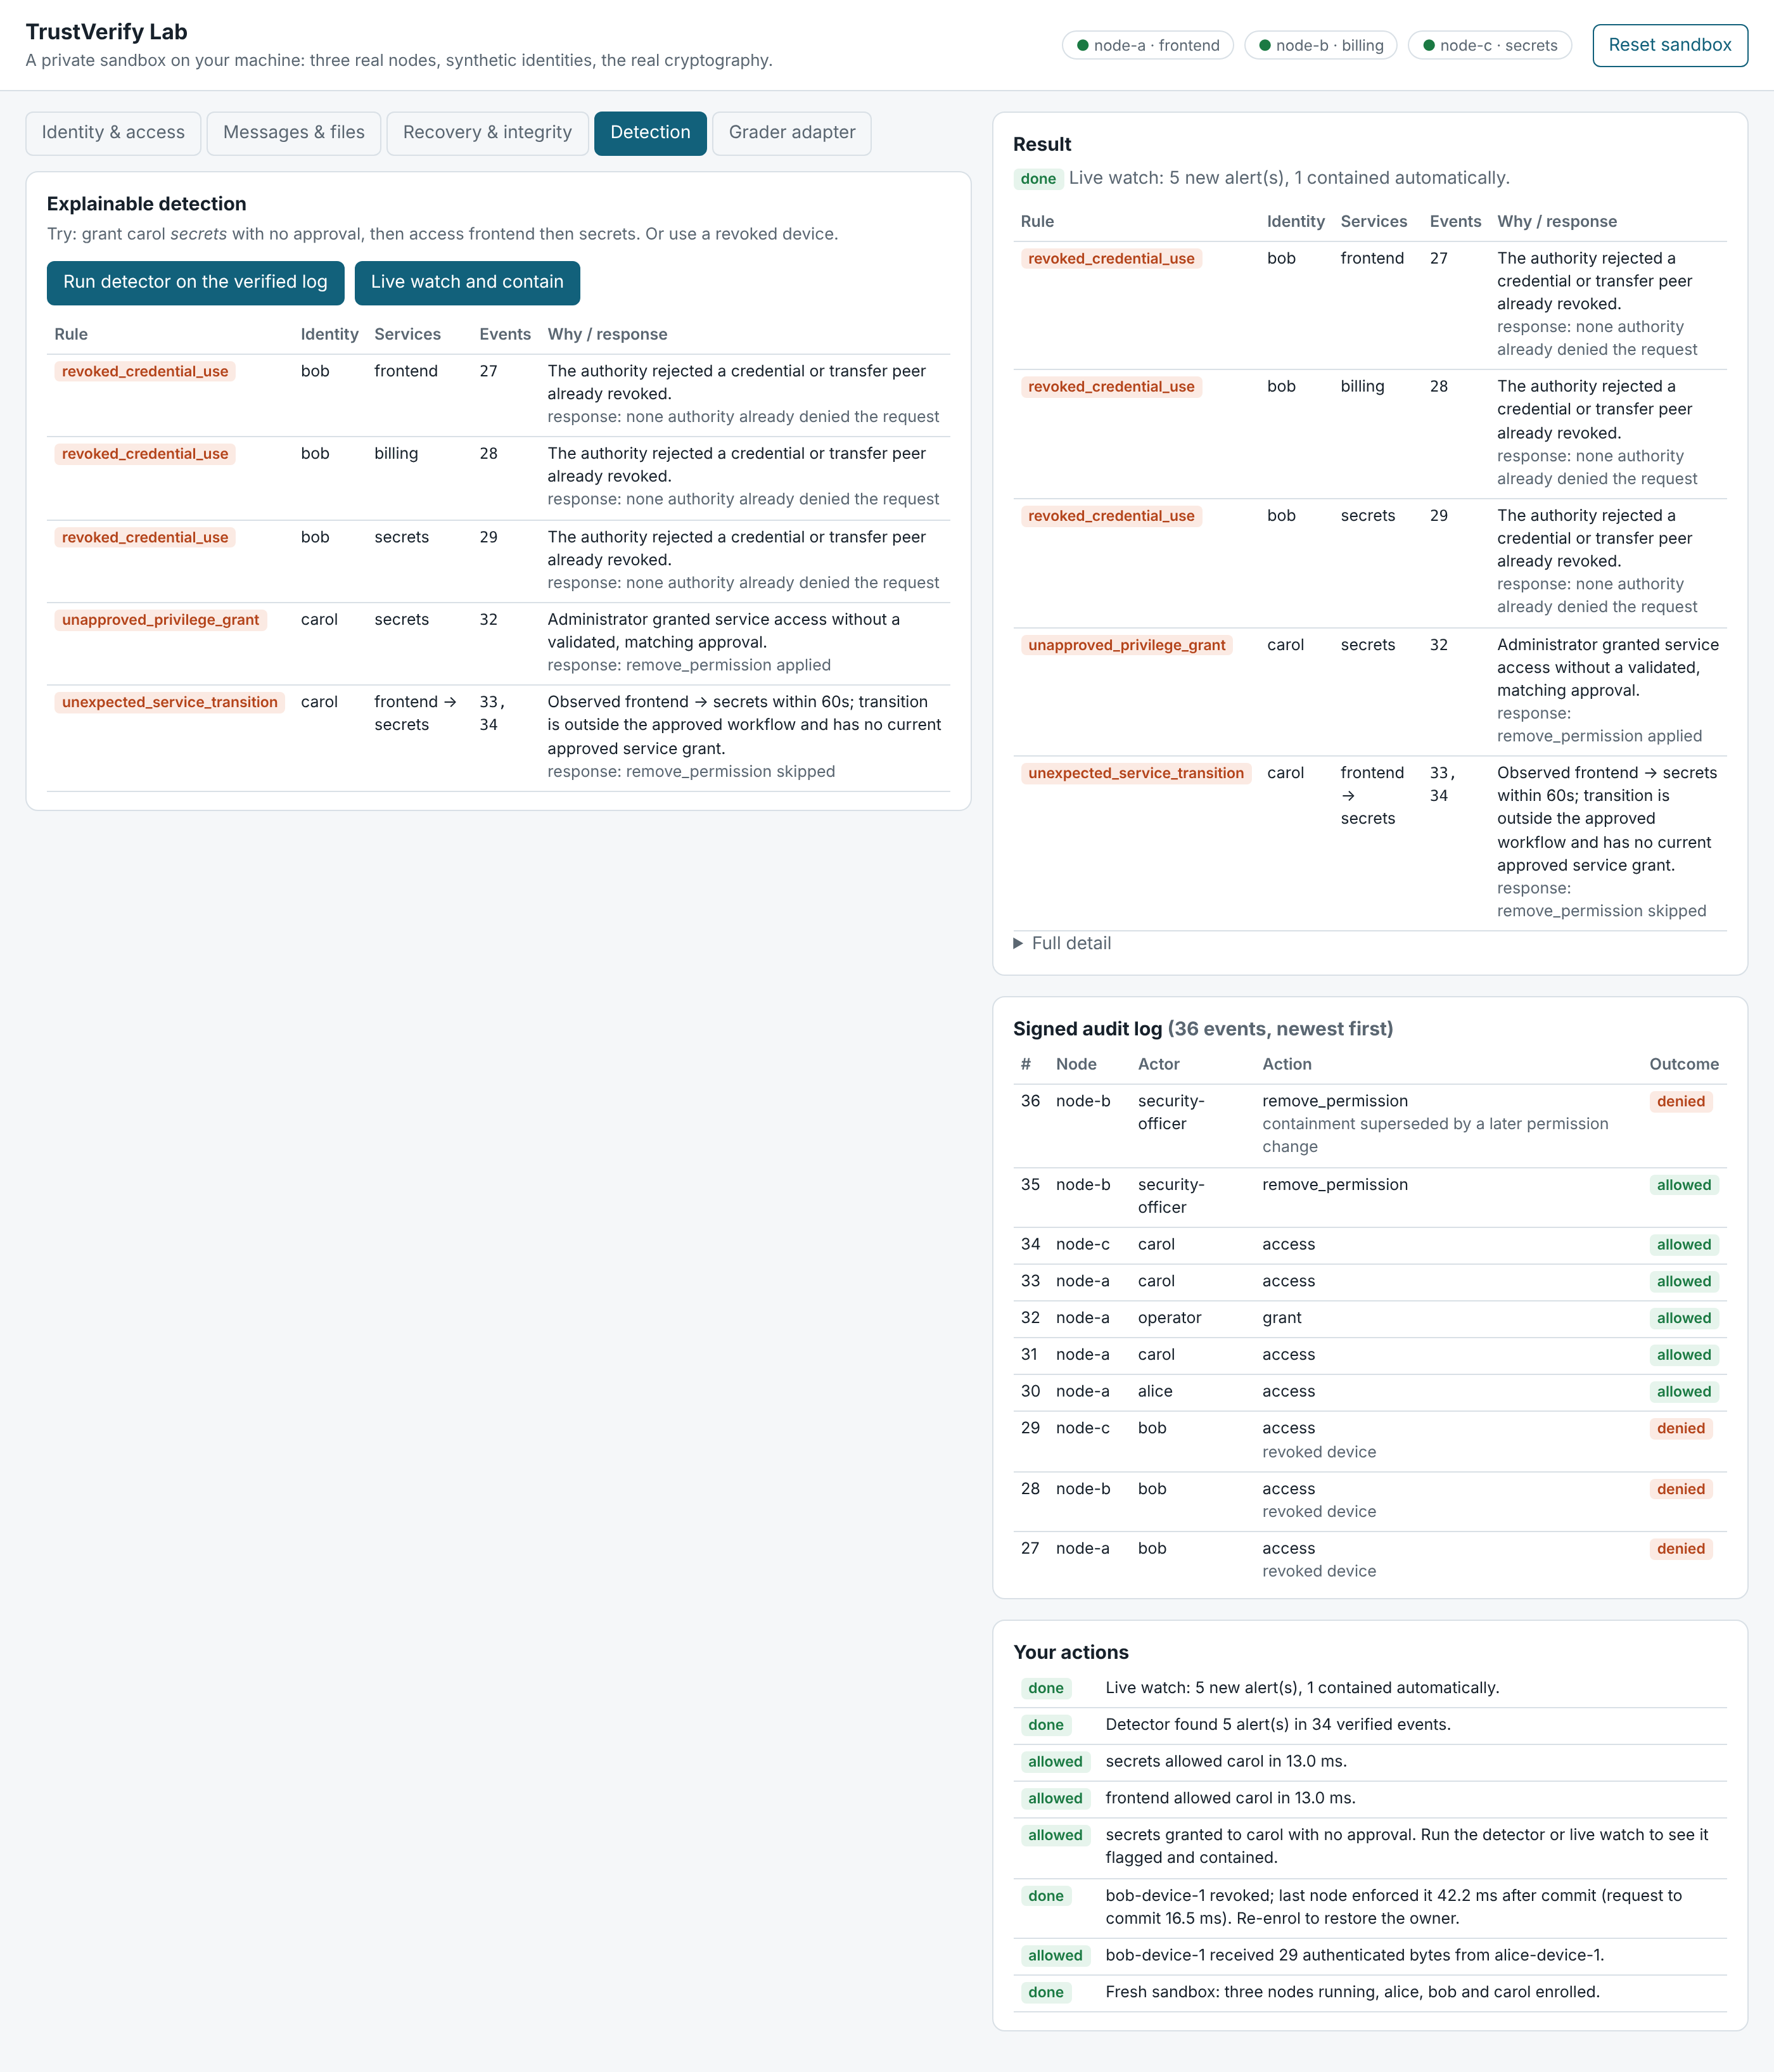 TrustVerify Lab
A private sandbox on your machine: three real nodes, synthetic identities, the real cryptography.
node-a · frontend
node-b · billing
node-c · secrets
Reset sandbox
Identity & access
Messages & files
Recovery & integrity
Detection
Grader adapter
Explainable detection
Try: grant carol secrets with no approval, then access frontend then secrets. Or use a revoked device.
Run detector on the verified log
Live watch and contain
Rule Identity Services Events Why / response
revoked_credential_use bob frontend 27 The authority rejected a credential or transfer peer
already revoked.
response: none authority already denied the request
revoked_credential_use bob billing 28 The authority rejected a credential or transfer peer
already revoked.
response: none authority already denied the request
revoked_credential_use bob secrets 29 The authority rejected a credential or transfer peer
already revoked.
response: none authority already denied the request
unapproved_privilege_grant carol secrets 32 Administrator granted service access without a
validated, matching approval.
response: remove_permission applied
unexpected_service_transition carol frontend → 33, Observed frontend → secrets within 60s; transition
secrets 34 is outside the approved workflow and has no current
approved service grant.
response: remove_permission skipped
Result
done Live watch: 5 new alert(s), 1 contained automatically.
Rule Identity Services Events Why / response
revoked_credential_use bob frontend 27 The authority rejected a
credential or transfer peer
already revoked.
response: none authority
already denied the request
revoked_credential_use bob billing 28 The authority rejected a
credential or transfer peer
already revoked.
response: none authority
already denied the request
revoked_credential_use bob secrets 29 The authority rejected a
credential or transfer peer
already revoked.
response: none authority
already denied the request
unapproved_privilege_grant carol secrets 32 Administrator granted service
access without a validated,
matching approval.
response:
remove_permission applied
unexpected_service_transition carol frontend 33, Observed frontend → secrets
→ 34 within 60s; transition is
secrets outside the approved
workflow and has no current
approved service grant.
response:
remove_permission skipped
▶ Full detail
Signed audit log (36 events, newest first)
# Node Actor Action Outcome
36 node-b security- remove_permission denied
officer containment superseded by a later permission
change
35 node-b security- remove_permission allowed
officer
34 node-c carol access allowed
33 node-a carol access allowed
32 node-a operator grant allowed
31 node-a carol access allowed
30 node-a alice access allowed
29 node-c bob access denied
revoked device
28 node-b bob access denied
revoked device
27 node-a bob access denied
revoked device
Your actions
done Live watch: 5 new alert(s), 1 contained automatically.
done Detector found 5 alert(s) in 34 verified events.
allowed secrets allowed carol in 13.0 ms.
allowed frontend allowed carol in 13.0 ms.
allowed secrets granted to carol with no approval. Run the detector or live watch to see it
flagged and contained.
done bob-device-1 revoked; last node enforced it 42.2 ms after commit (request to
commit 16.5 ms). Re-enrol to restore the owner.
allowed bob-device-1 received 29 authenticated bytes from alice-device-1.
done Fresh sandbox: three nodes running, alice, bob and carol enrolled.